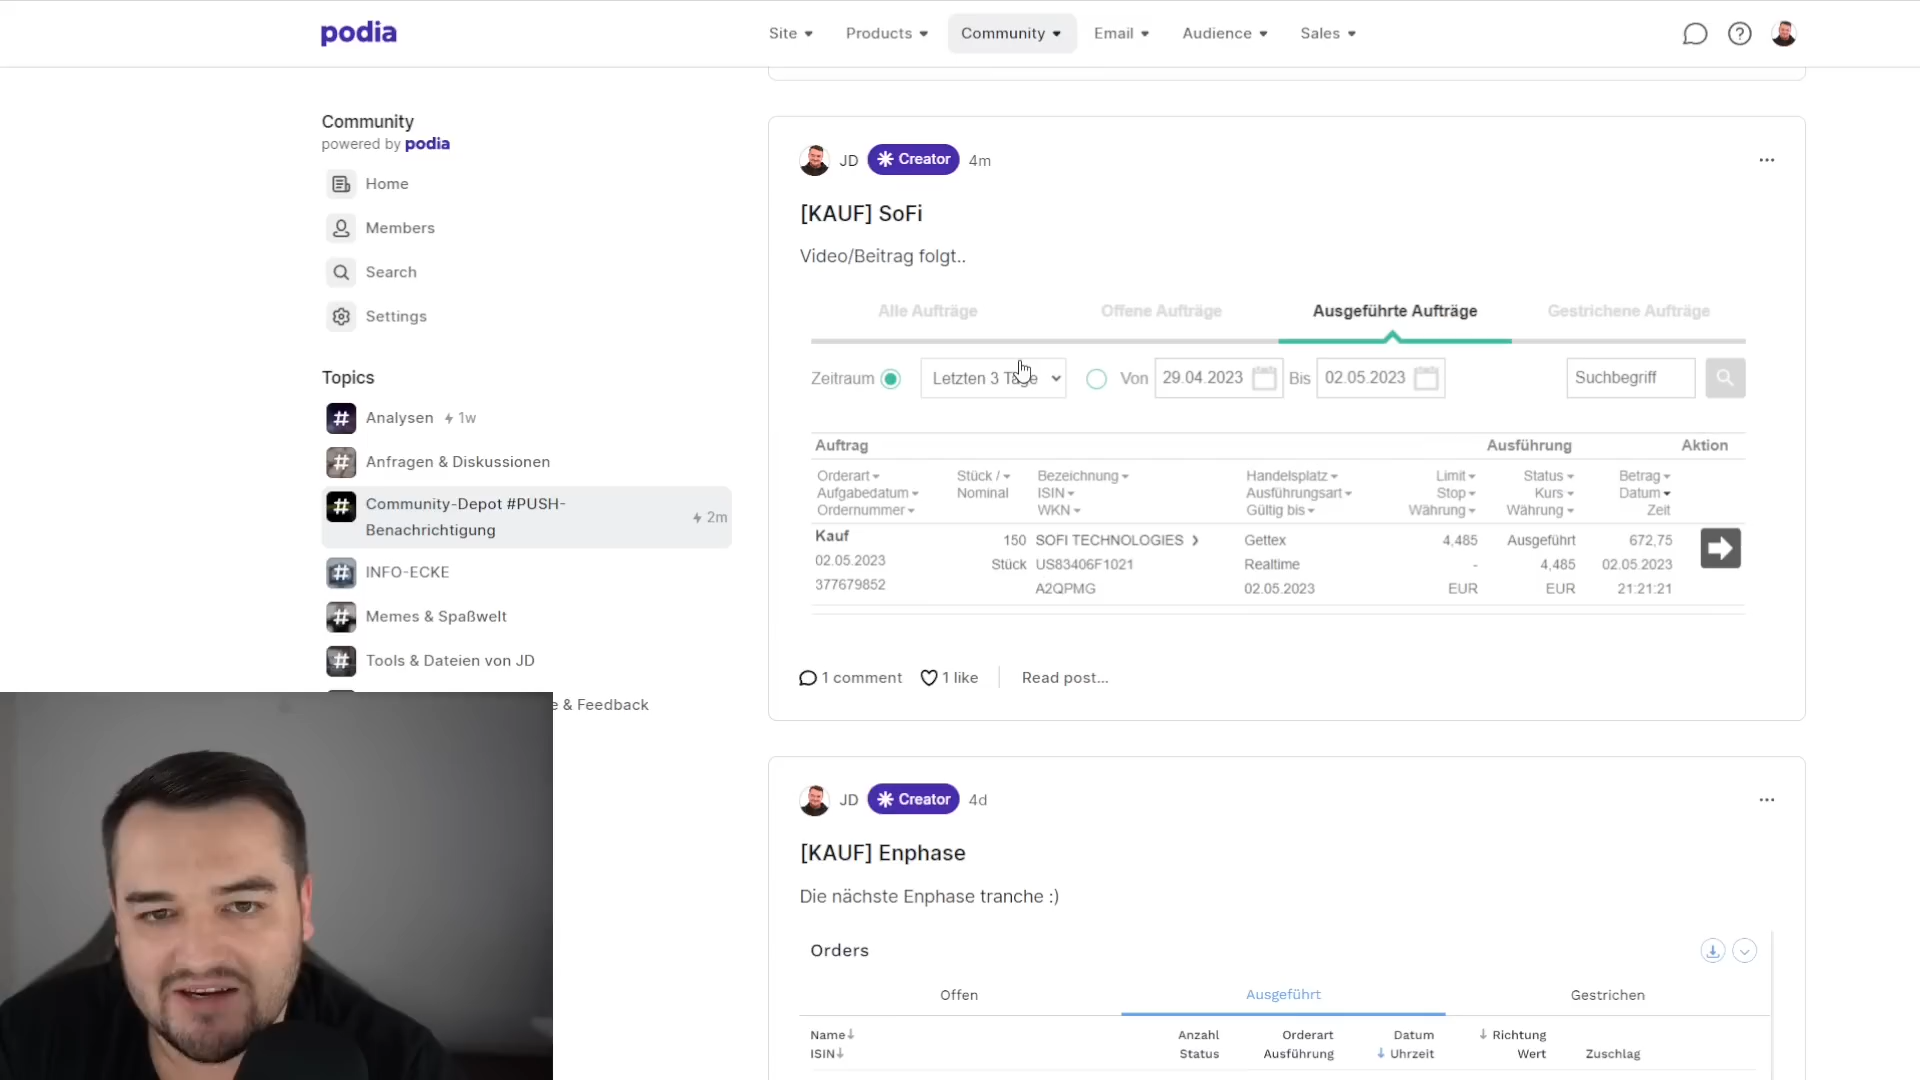 podia
Site
Products
Community
Email
Audience
Sales
Community
powered by podia
Home
Members
Search
Settings
Topics
# Analysen 1w
# Anfragen & Diskussionen
# Community-Depot #PUSH-
Benachrichtigung
2m
# INFO-ECKE
# Memes & Spaßwelt
# Tools & Dateien von JD
e & Feedback
JD Creator 4m
[KAUF] SoFi
Video/Beitrag folgt..
Alle Aufträge Offene Aufträge Ausgeführte Aufträge Gestrichene Aufträge
Zeitraum Letzten 3 Tage Von 29.04.2023 Bis 02.05.2023 Suchbegriff
Auftrag Ausführung Aktion
Orderart Stück / Bezeichnung Handelsplatz Limit Status Betrag
Aufgabedatum Nominal ISIN Ausführungsart Stop Kurs Datum
Ordernummer WKN Gültig bis Währung Währung Zeit
Kauf 150 SOFI TECHNOLOGIES Gettex 4,485 Ausgeführt 672,75
02.05.2023 Stück US83406F1021 Realtime - 4,485 02.05.2023
377679852 A2QPMG 02.05.2023 EUR EUR 21:21:21
1 comment 1 like Read post...
JD Creator 4d
[KAUF] Enphase
Die nächste Enphase tranche :)
Orders
Offen Ausgeführt Gestrichen
Name Anzahl Orderart Datum Richtung
ISIN Status Ausführung Uhrzeit Wert Zuschlag